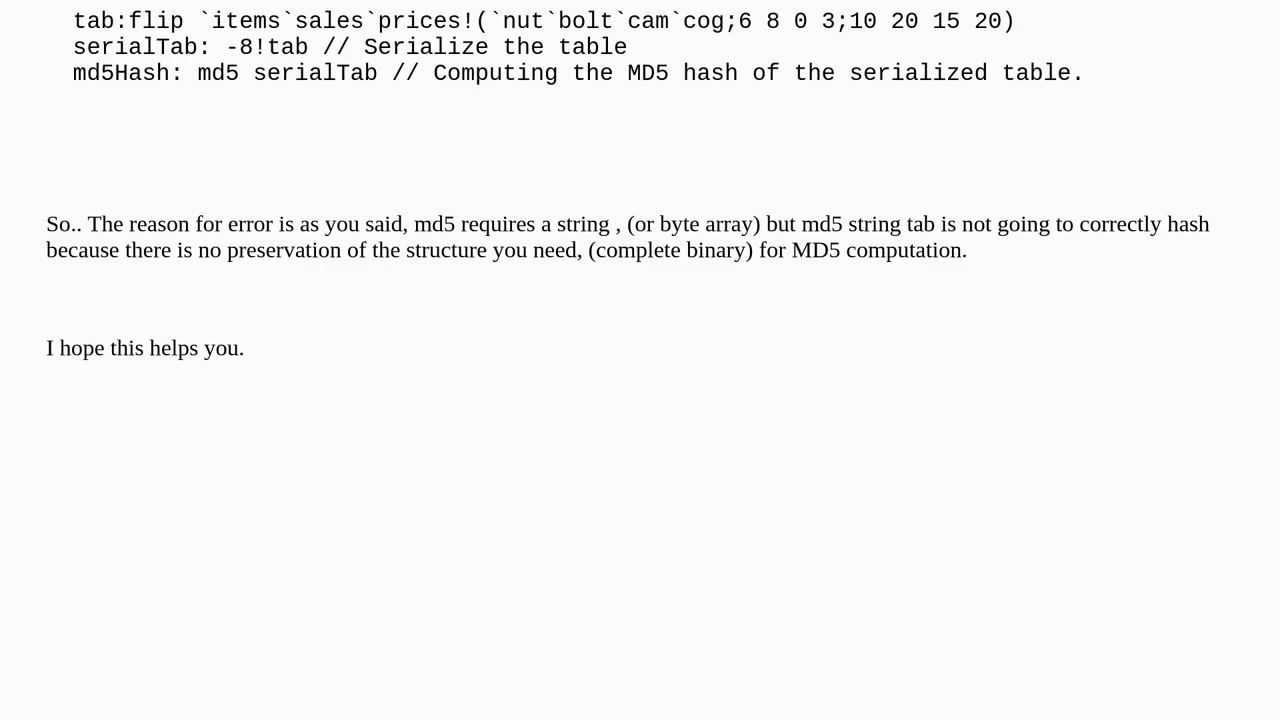 tab:flip `items`sales`prices!(`nut`bolt`cam`cog;6 8 0 3;10 20 15 20)
serialTab: -8!tab // Serialize the table
md5Hash: md5 serialTab // Computing the MD5 hash of the serialized table.
So.. The reason for error is as you said, md5 requires a string , (or byte array) but md5 string tab is not going to correctly hash
because there is no preservation of the structure you need, (complete binary) for MD5 computation.
I hope this helps you.